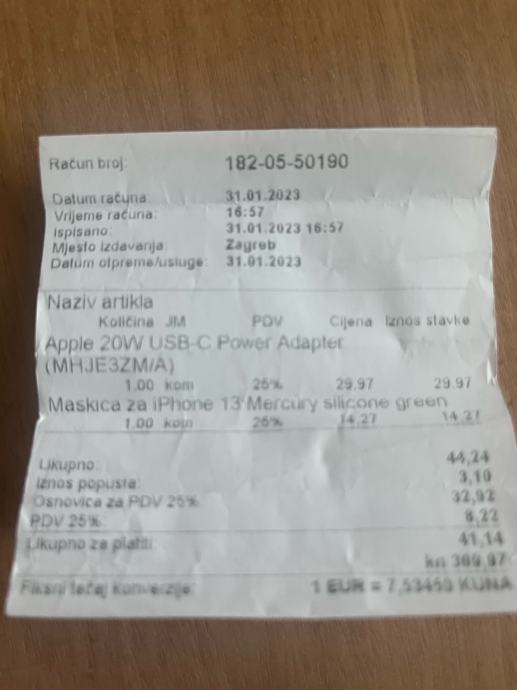 Račun broj: 182-05-50190
Datum računa: 31.01.2023
Vrijeme računa: 16:57
Ispisano: 31.01.2023 16:57
Mjesto izdavanja: Zagreb
Datum otpreme/usluge: 31.01.2023
Naziv artikla
Količina JM PDV Cijena Iznos stavke
Apple 20W USB-C Power Adapter
(MHJE3ZM/A)
1.00 kom 25% 29.97 29.97
Maskica za iPhone 13 Mercury silicone green
1.00 kom 25% 14,27 14,27
Ukupno: 44,24
Iznos popusta: 3,10
Osnovica za PDV 25% 32,92
PDV 25%: 8,22
Ukupno za platiti: 41,14
kn 309,97
Fiksni tečaj konverzije: 1 EUR = 7,53450 KUNA